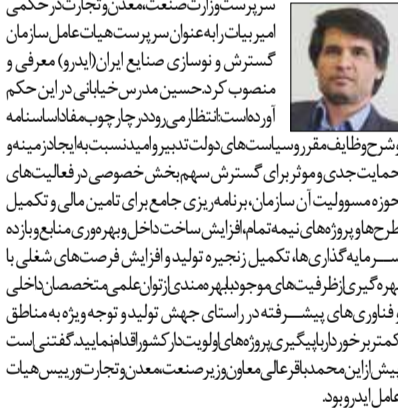 سرپرست وزارت صنعت، معدن و تجارت در حکمی
امیر بیات را به عنوان سرپرست هیات عامل سازمان
گسترش و نوسازی صنایع ایران(ایدرو) معرفی و
منصوب کرد.حسین مدرس خیابانی در این حکم
آورده است: انتظار می رود در چارچوب مفاد اساسنامه
و شرح وظایف مقرر و سیاست های دولت تدبیر و امید نسبت به ایجاد زمینه و
حمایت جدی و موثر برای گسترش سهم بخش خصوصی در فعالیت های
حوزه مسوولیت آن سازمان، برنامه ریزی جامع برای تامین مالی و تکمیل
طرح ها و پروژه های نیمه تمام، افزایش ساخت داخل و بهره وری منابع و بازده
سرمایه گذاری ها، تکمیل زنجیره تولید و افزایش فرصت های شغلی با
بهره گیری از ظرفیت های موجود با بهره مندی از توان علمی متخصصان داخلی
و فناوری های پیشرفته در راستای جهش تولید و توجه ویژه به مناطق
کمتر برخوردار با پیگیری پروژه های اولویت دار کشور اقدام نمایید. گفتنی است
پیش از این محمدباقر عالی معاون وزیر صنعت، معدن و تجارت و رییس هیات
عامل ایدرو بود.